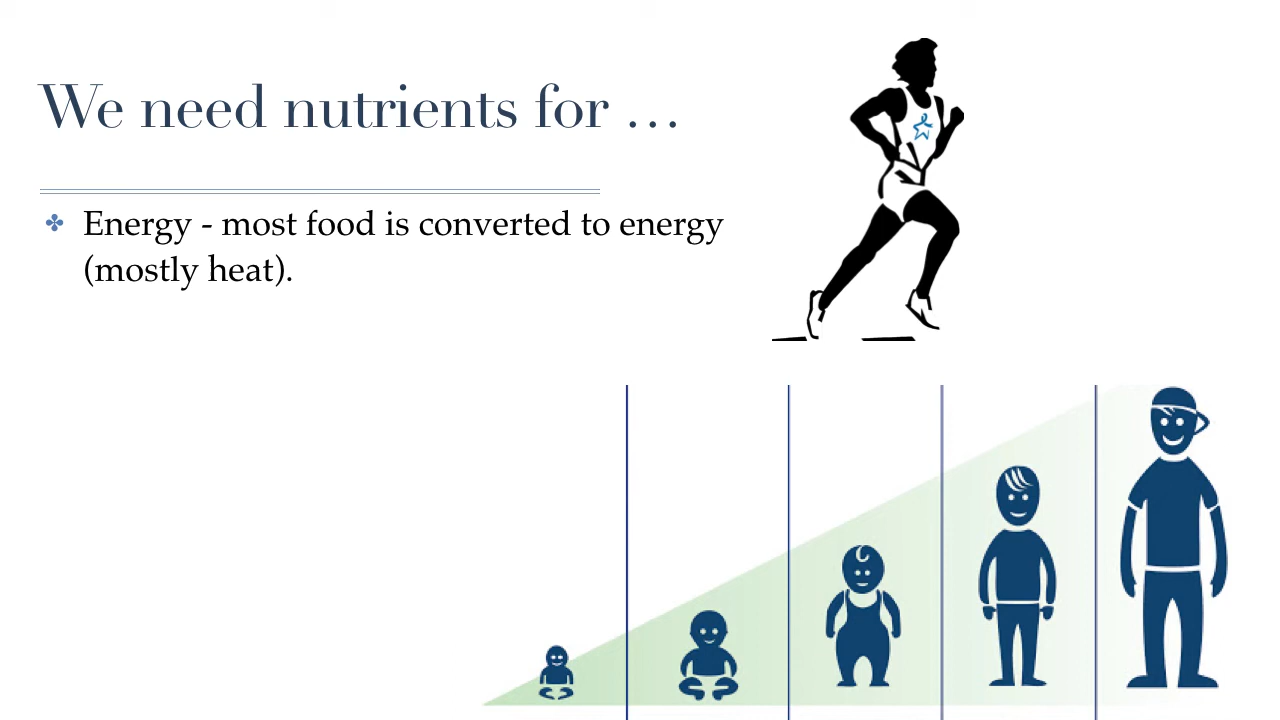 We need nutrients for …
Energy - most food is converted to energy
(mostly heat).